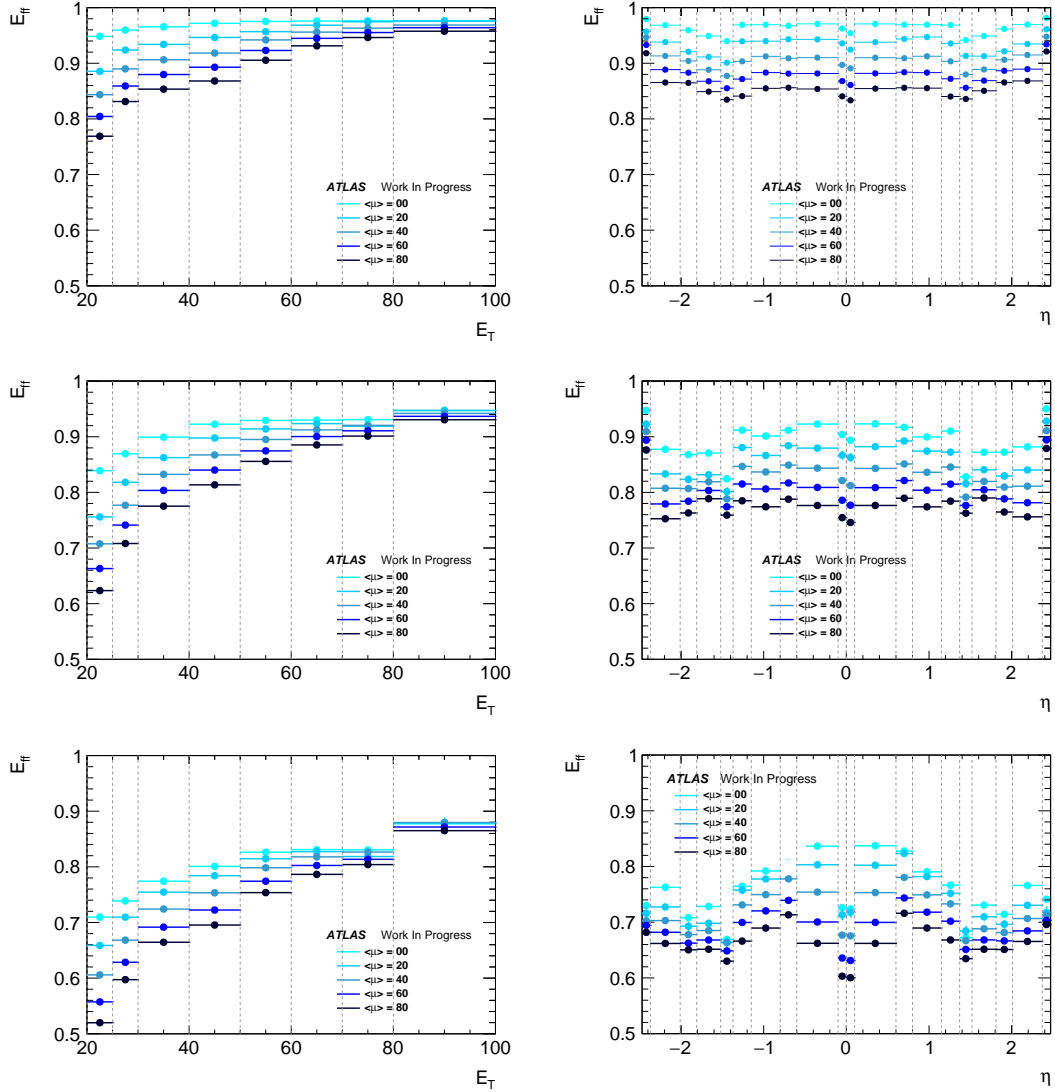 E_ff
1
0.9
0.8
0.7
0.6
0.5
ATLAS Work In Progress
<μ> = 00
<μ> = 20
<μ> = 40
<μ> = 60
<μ> = 80
20 40 60 80 100
E_T
E_ff
1
0.9
0.8
0.7
0.6
0.5
ATLAS Work In Progress
<μ> = 00
<μ> = 20
<μ> = 40
<μ> = 60
<μ> = 80
−2 −1 0 1 2
η
E_ff
1
0.9
0.8
0.7
0.6
0.5
ATLAS Work In Progress
<μ> = 00
<μ> = 20
<μ> = 40
<μ> = 60
<μ> = 80
20 40 60 80 100
E_T
E_ff
1
0.9
0.8
0.7
0.6
0.5
ATLAS Work In Progress
<μ> = 00
<μ> = 20
<μ> = 40
<μ> = 60
<μ> = 80
−2 −1 0 1 2
η
E_ff
1
0.9
0.8
0.7
0.6
0.5
ATLAS Work In Progress
<μ> = 00
<μ> = 20
<μ> = 40
<μ> = 60
<μ> = 80
20 40 60 80 100
E_T
E_ff
1
0.9
0.8
0.7
0.6
0.5
ATLAS Work In Progress
<μ> = 00
<μ> = 20
<μ> = 40
<μ> = 60
<μ> = 80
−2 −1 0 1 2
η